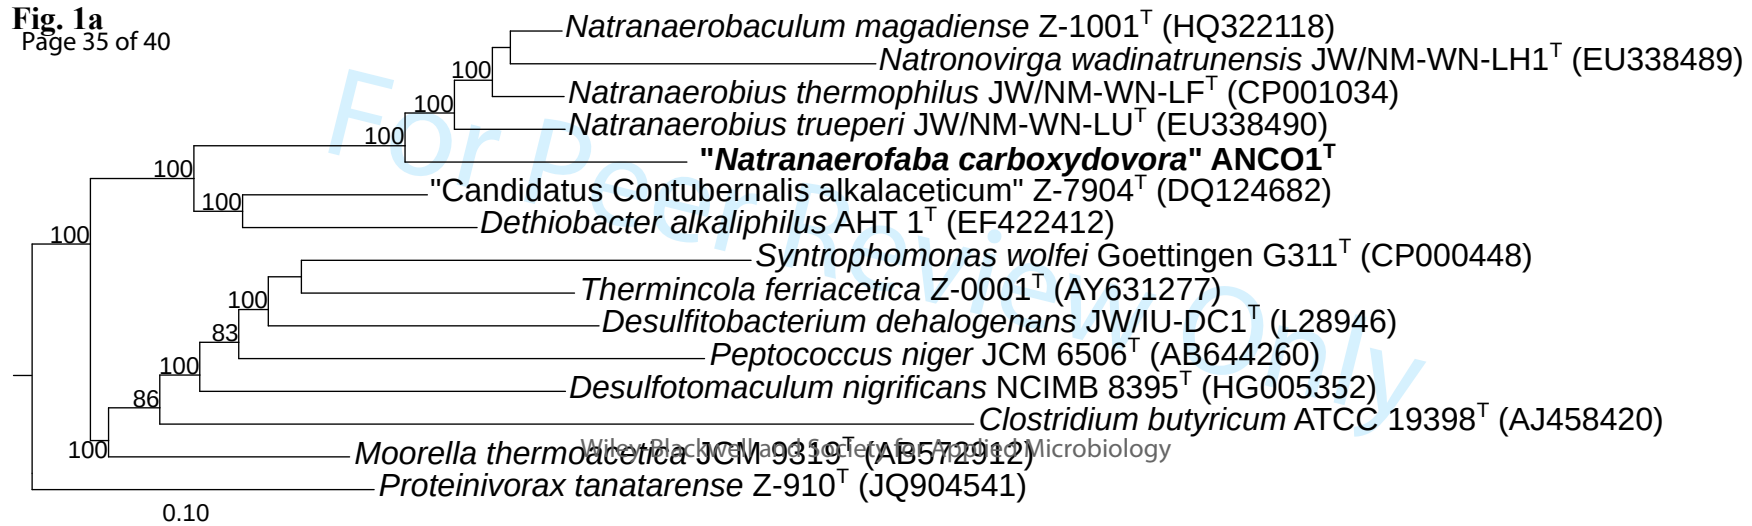 Fig. 1a
Page 35 of 40
Natranaerobaculum magadiense Z-1001T (HQ322118)
Natronovirga wadinatrunensis JW/NM-WN-LH1T (EU338489)
100
Natranaerobius thermophilus JW/NM-WN-LFT (CP001034)
100
Natranaerobius trueperi JW/NM-WN-LUT (EU338490)
100
"Natranaerofaba carboxydovora" ANCO1T
100
"Candidatus Contubernalis alkalaceticum" Z-7904T (DQ124682)
100
Dethiobacter alkaliphilus AHT 1T (EF422412)
100
Syntrophomonas wolfei Goettingen G311T (CP000448)
Thermincola ferriacetica Z-0001T (AY631277)
100
Desulfitobacterium dehalogenans JW/IU-DC1T (L28946)
83
Peptococcus niger JCM 6506T (AB644260)
100
Desulfotomaculum nigrificans NCIMB 8395T (HG005352)
86
Clostridium butyricum ATCC 19398T (AJ458420)
100
Moorella thermoacetica JCM 9319T (AB572912)
Wiley-Blackwell and Society for Applied Microbiology
Proteinivorax tanatarense Z-910T (JQ904541)
0.10
For Peer Review Only